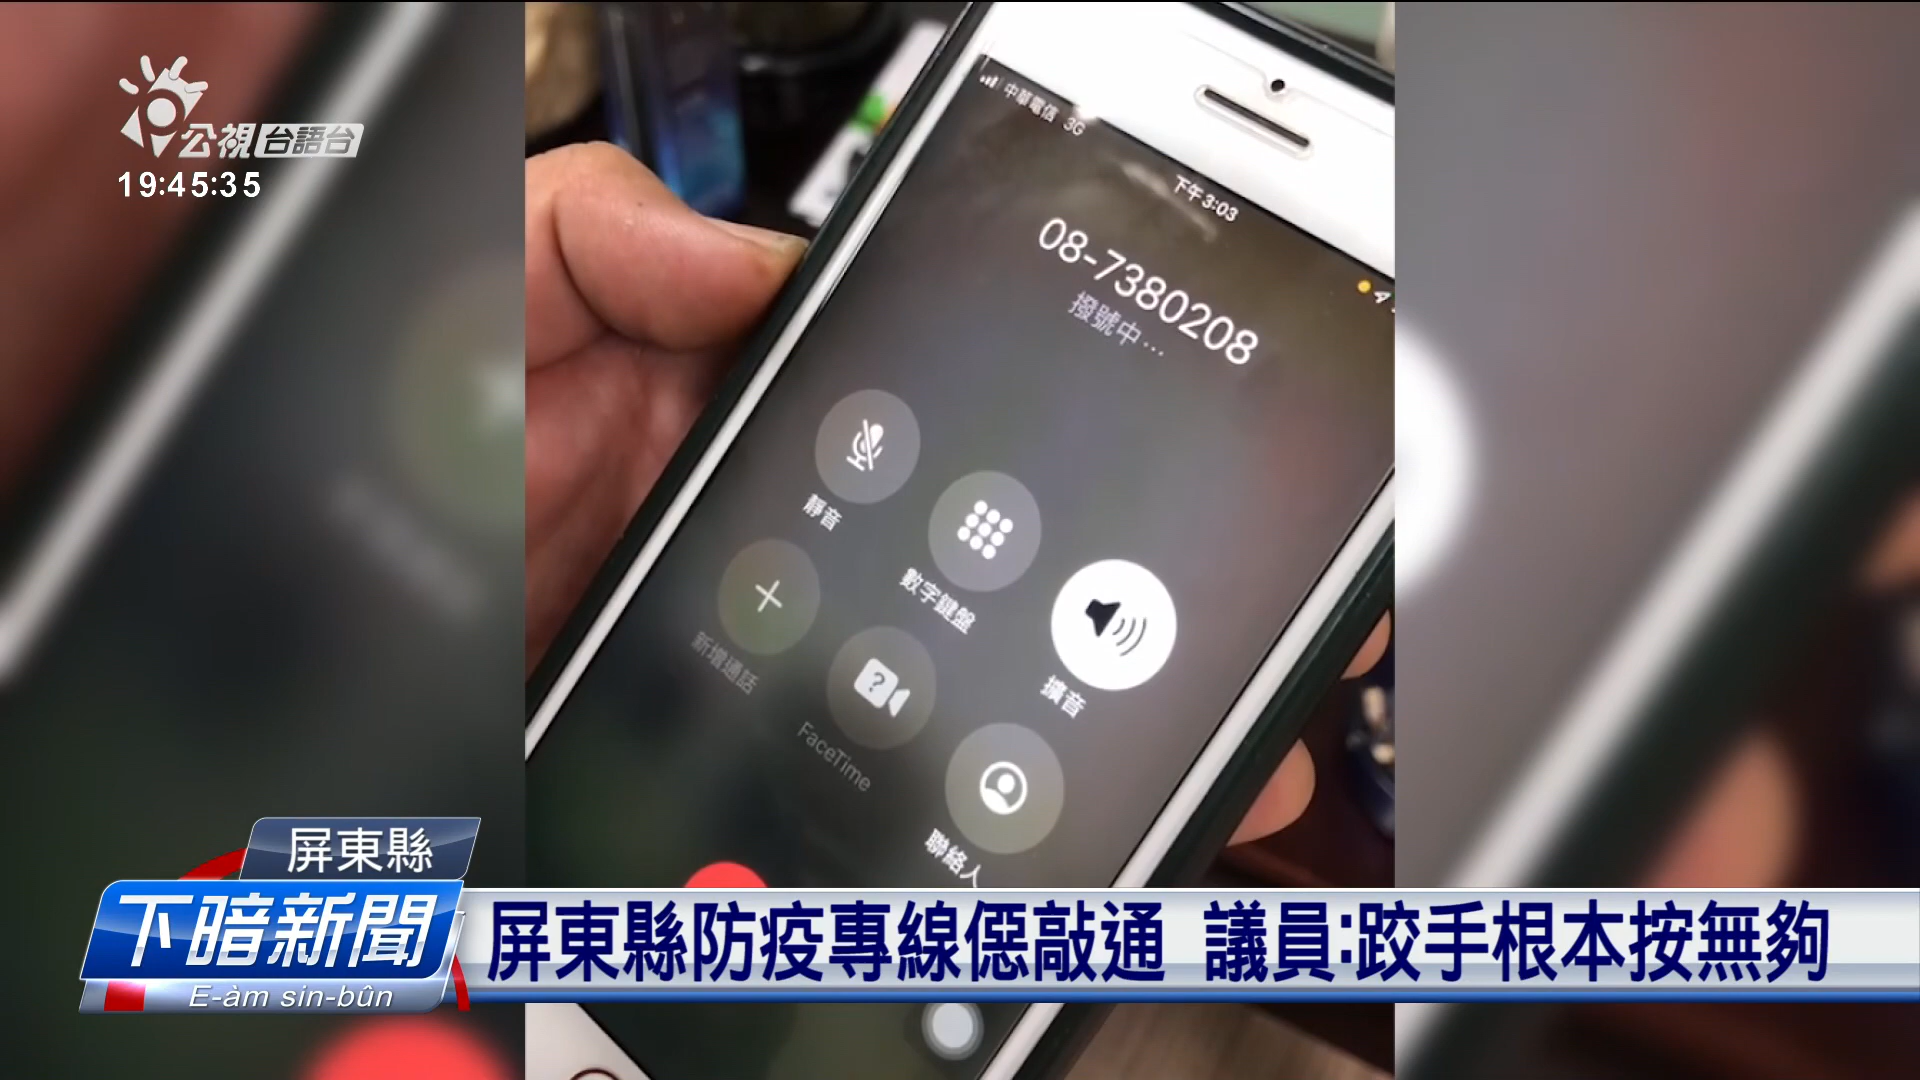 公視台語台
19:45:35
中華電信 3G
下午3:03
08-7380208
撥號中…
靜音
數字鍵盤
擴音
新增通話
FaceTime
聯絡人
屏東縣
下暗新聞
E-àm sin-bûn
屏東縣防疫專線僫敲通 議員:跤手根本按無夠